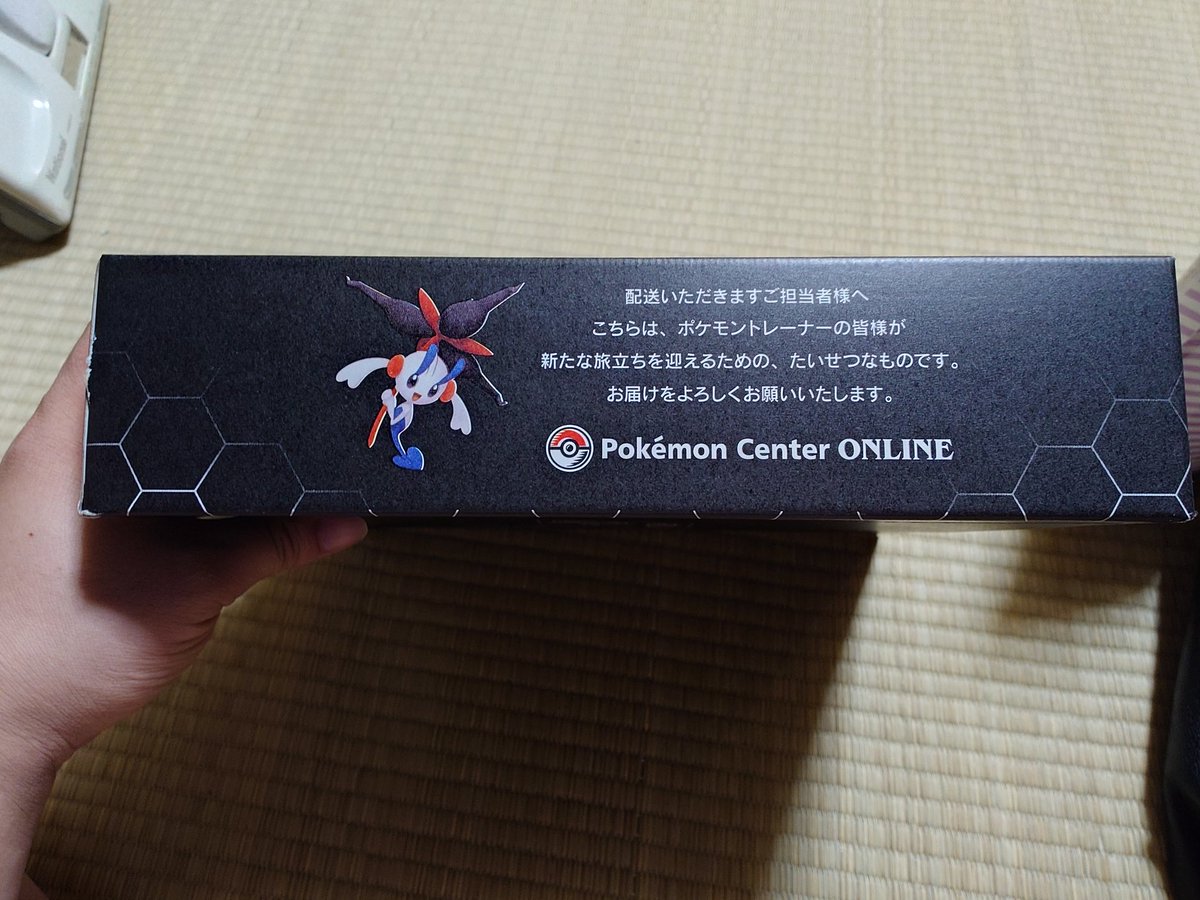 配送いただきますご担当者様へ
こちらは、ポケモントレーナーの皆様が
新たな旅立ちを迎えるための、たいせつなものです。
お届けをよろしくお願いいたします。
Pokémon Center ONLINE